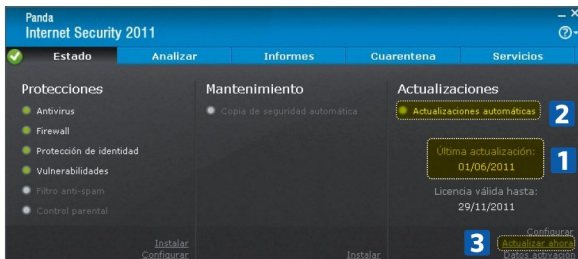 Panda
Internet Security 2011
Estado
Analizar
Informes
Cuarentena
Servicios
Protecciones
Antivirus
Firewall
Protección de identidad
Vulnerabilidades
Filtro anti-spam
Control parental
Instalar
Configurar
Mantenimiento
Copia de seguridad automática
Instalar
Actualizaciones
Actualizaciones automáticas
2
Última actualización:
01/06/2011
1
Licencia válida hasta:
29/11/2011
Configurar
3
Actualizar ahora
Datos activación